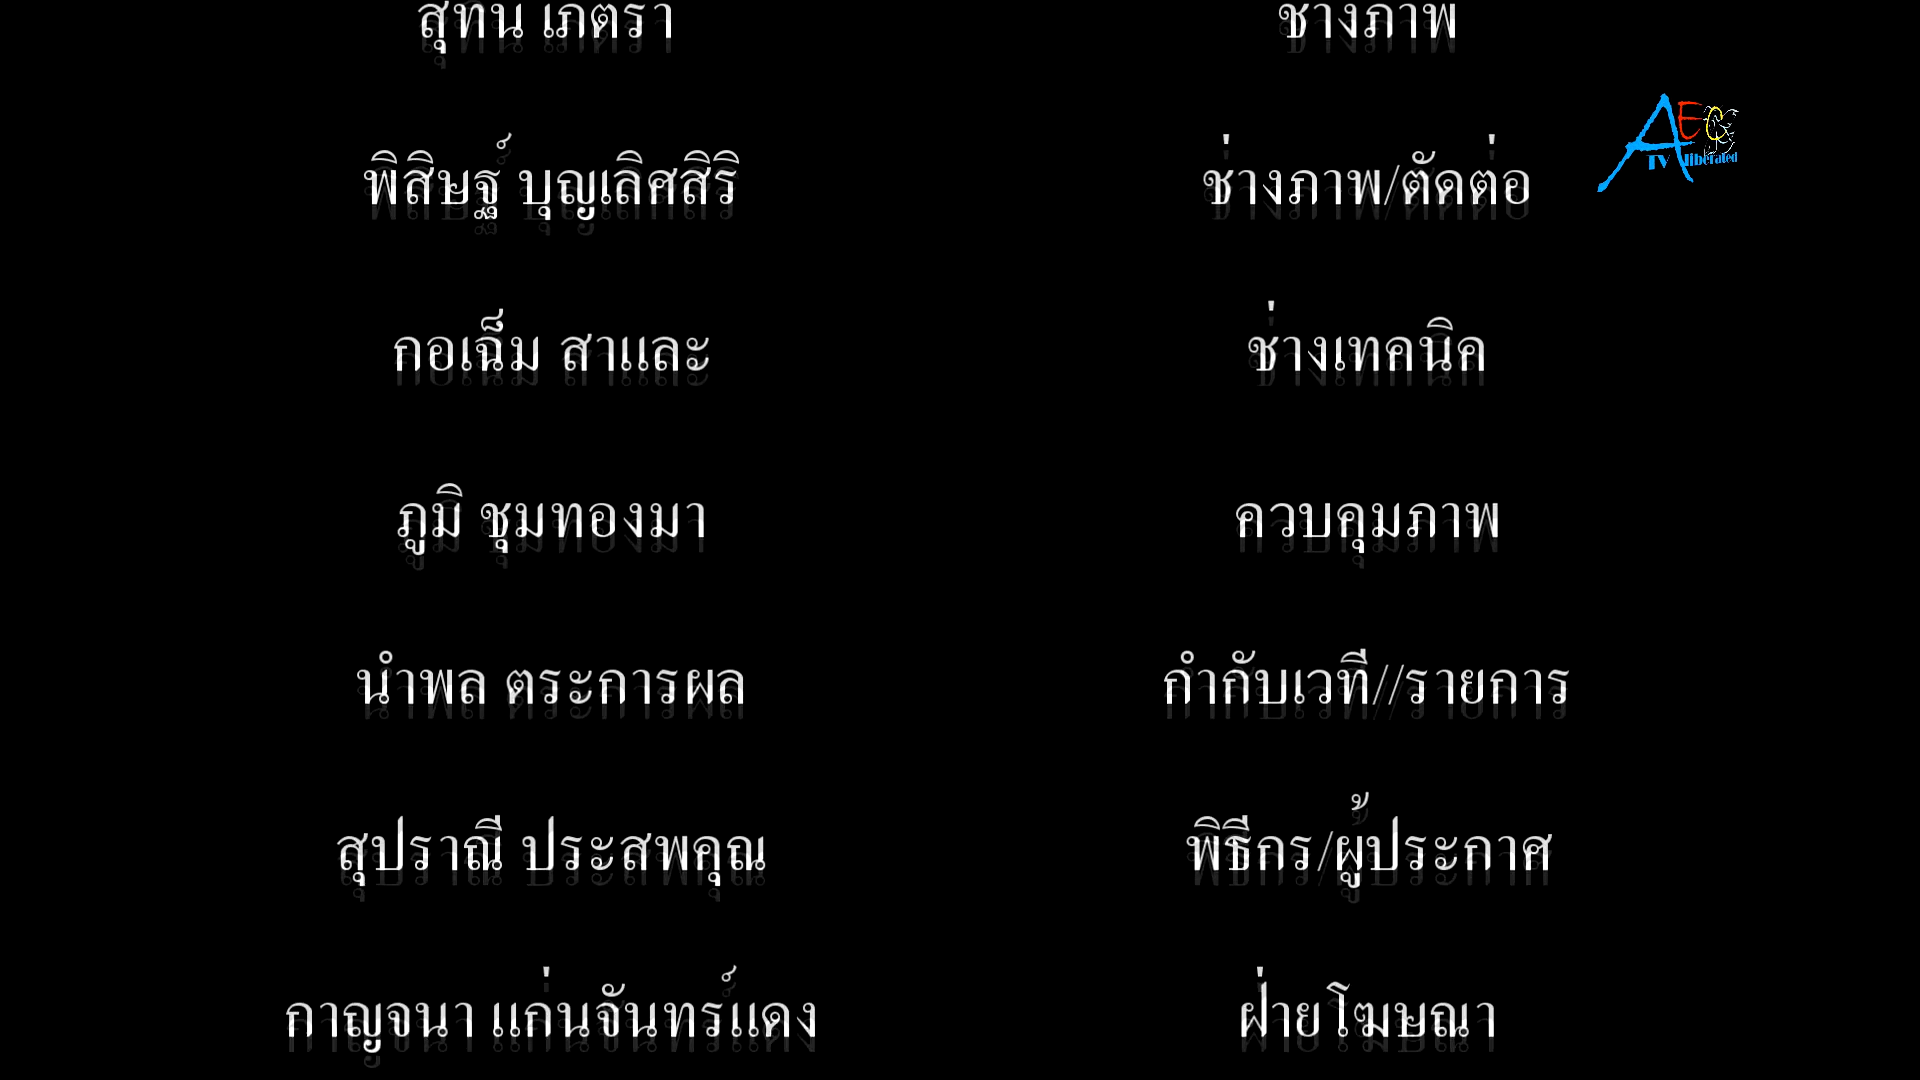 สุทิน เภตรา ช่างภาพ
พิสิษฐ์ บุญเลิศสิริ ช่างภาพ/ตัดต่อ
AEC
TV liberated
กอเฉ็ม สาและ ช่างเทคนิค
ภูมิ ชุมทองมา ควบคุมภาพ
นำพล ตระการผล กำกับเวที//รายการ
สุปราณี ประสพคุณ พิธีกร/ผู้ประกาศ
กาญจนา แก่นจันทร์แดง ฝ่ายโฆษณา